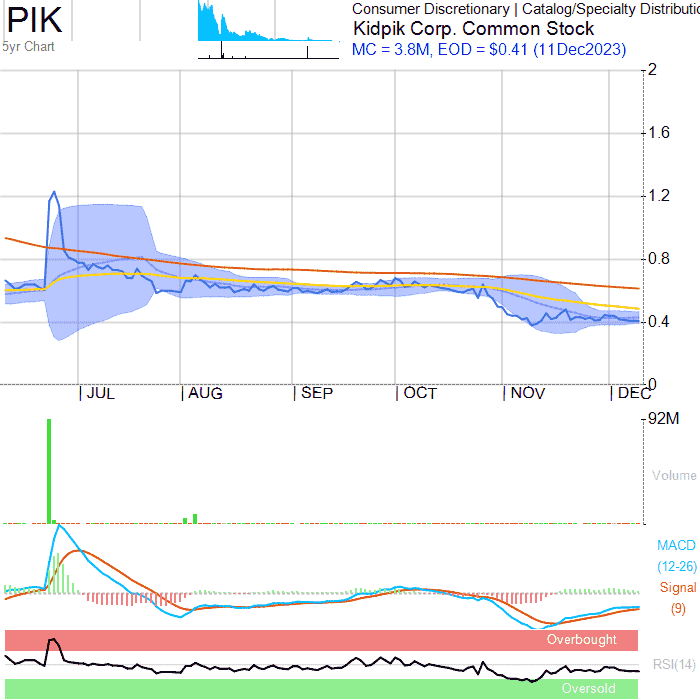 PIK
5yr Chart
Consumer Discretionary | Catalog/Specialty Distributio
Kidpik Corp. Common Stock
MC = 3.8M, EOD = $0.41 (11Dec2023)
2
1.6
1.2
0.8
0.4
0
JUL AUG SEP OCT NOV DEC
92M
Volume
MACD
(12-26)
Signal
(9)
Overbought
RSI(14)
Oversold